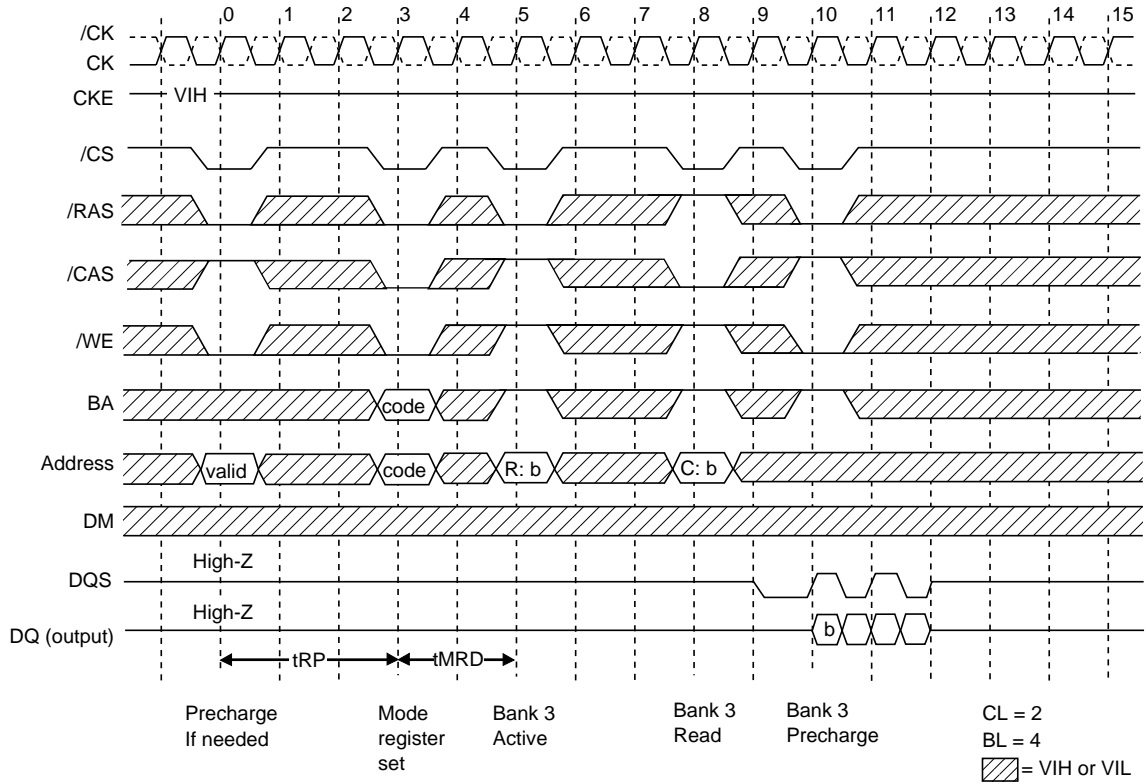 0 1 2 3 4 5 6 7 8 9 10 11 12 13 14 15
/CK
CK
CKE VIH
/CS
/RAS
/CAS
/WE
BA code
Address valid code R: b C: b
DM
High-Z
DQS
High-Z
DQ (output) b
tRP tMRD
Precharge
If needed
Mode
register
set
Bank 3
Active
Bank 3
Read
Bank 3
Precharge
CL = 2
BL = 4
= VIH or VIL